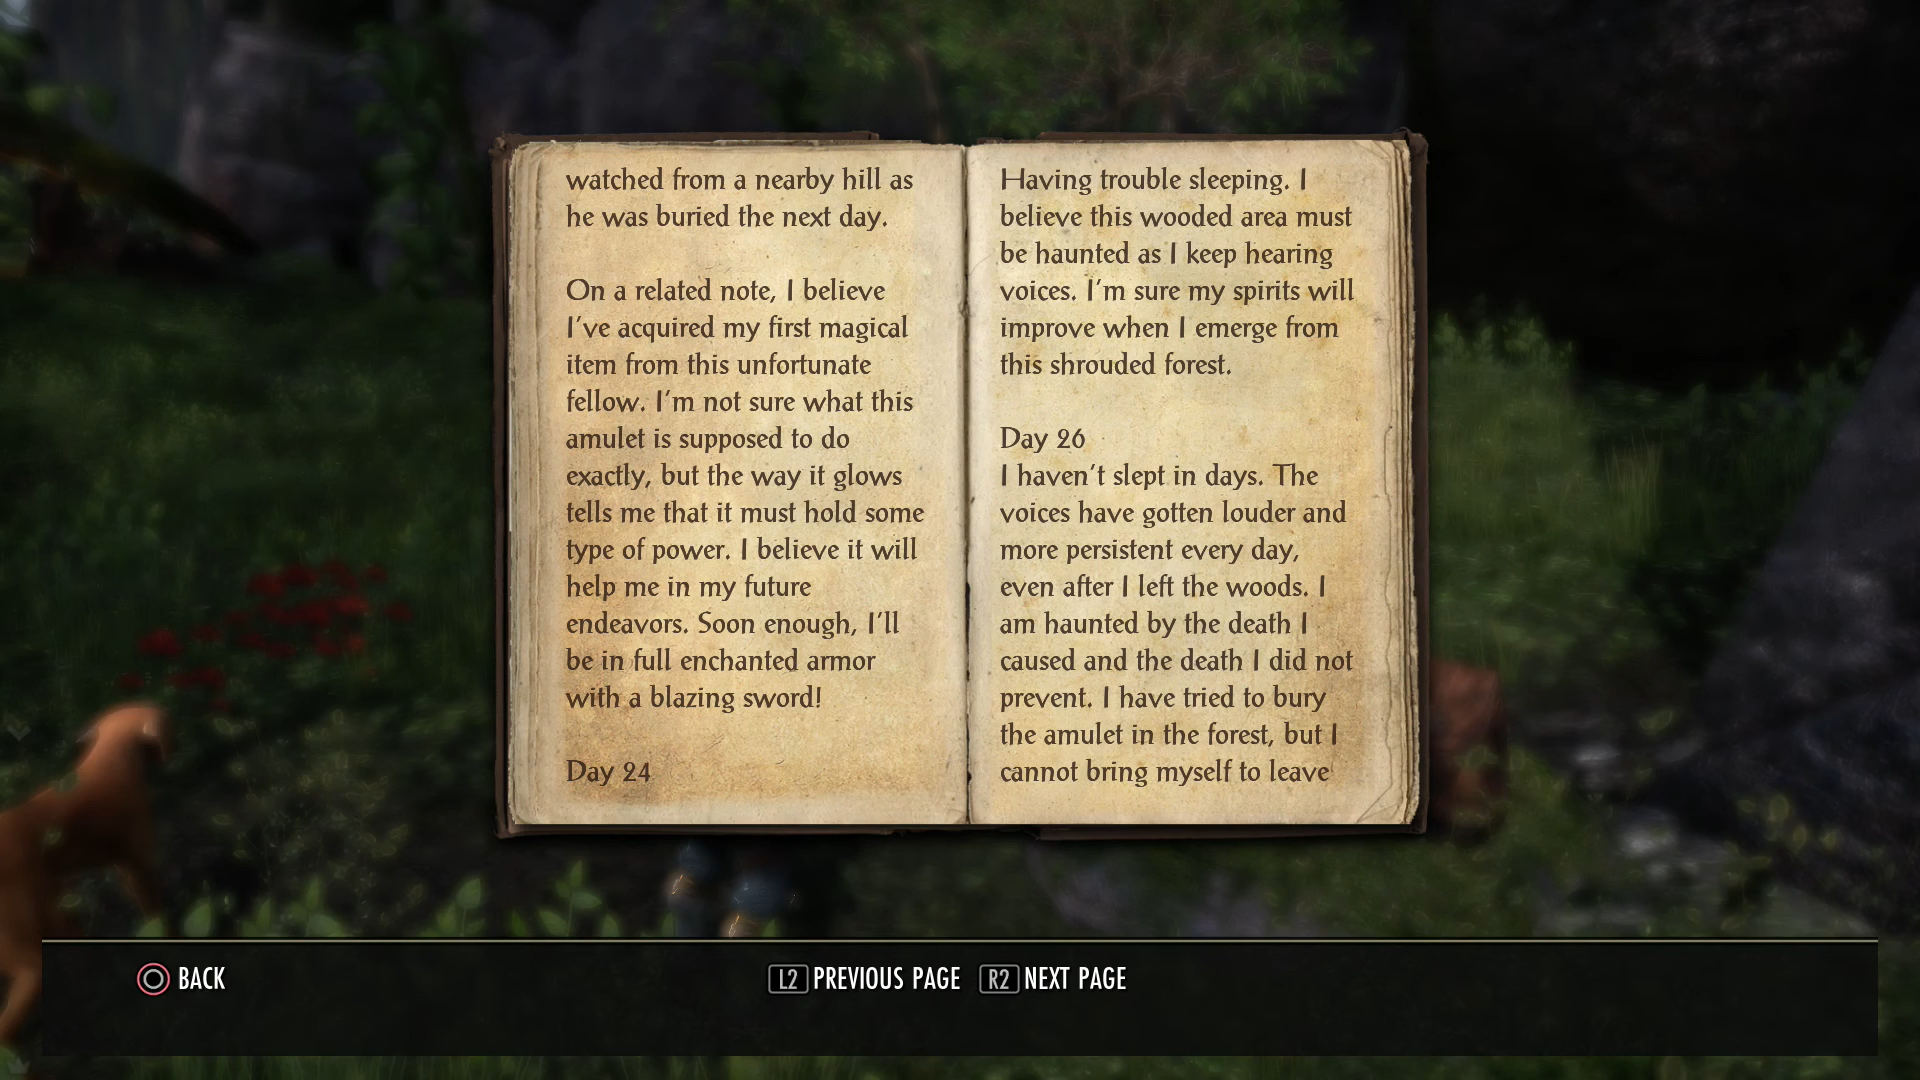 watched from a nearby hill as
he was buried the next day.
On a related note, I believe
I've acquired my first magical
item from this unfortunate
fellow. I'm not sure what this
amulet is supposed to do
exactly, but the way it glows
tells me that it must hold some
type of power. I believe it will
help me in my future
endeavors. Soon enough, I'll
be in full enchanted armor
with a blazing sword!
Day 24
Having trouble sleeping. I
believe this wooded area must
be haunted as I keep hearing
voices. I'm sure my spirits will
improve when I emerge from
this shrouded forest.
Day 26
I haven't slept in days. The
voices have gotten louder and
more persistent every day,
even after I left the woods. I
am haunted by the death I
caused and the death I did not
prevent. I have tried to bury
the amulet in the forest, but I
cannot bring myself to leave
BACK
L2 PREVIOUS PAGE R2 NEXT PAGE